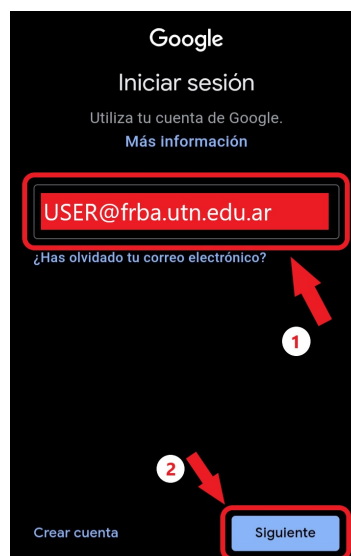 Google
Iniciar sesión
Utiliza tu cuenta de Google.
Más información
USER@frba.utn.edu.ar
¿Has olvidado tu correo electrónico?
1
2
Crear cuenta
Siguiente